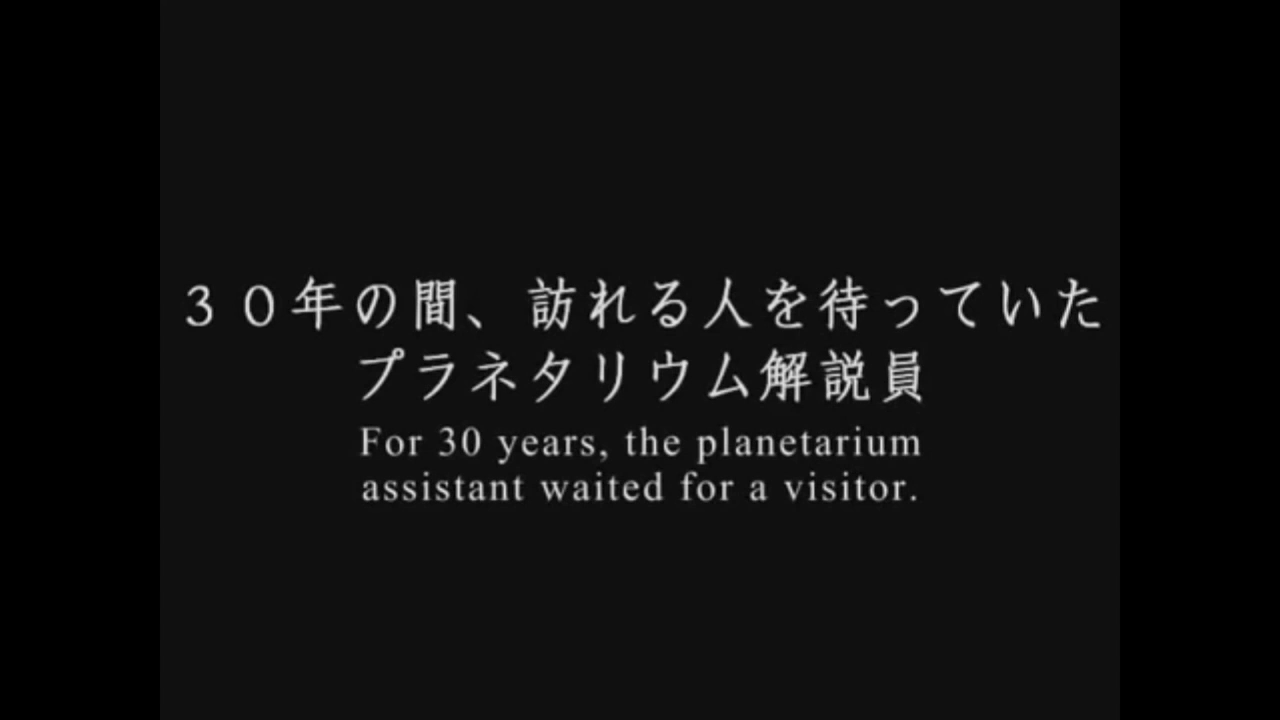 ３０年の間、訪れる人を待っていた
プラネタリウム解説員
For 30 years, the planetarium
assistant waited for a visitor.